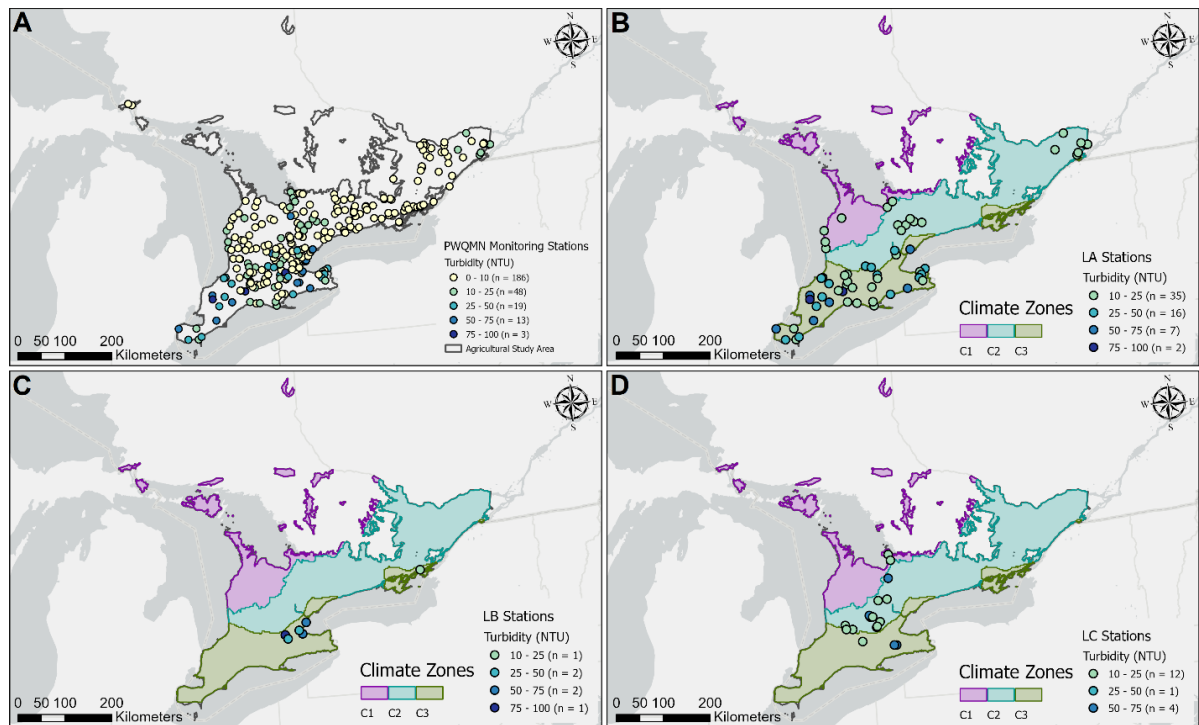 A
N
W
E
S
PWQMN Monitoring Stations
Turbidity (NTU)
0 - 10 (n = 186)
10 - 25 (n =48)
25 - 50 (n =19)
50 - 75 (n = 13)
75 - 100 (n = 3)
Agricultural Study Area
0 50 100 200
Kilometers
B
N
W
E
S
LA Stations
Turbidity (NTU)
10 - 25 (n = 35)
25 - 50 (n = 16)
50 - 75 (n = 7)
75 - 100 (n = 2)
Climate Zones
C1 C2 C3
0 50 100 200
Kilometers
C
N
W
E
S
LB Stations
Turbidity (NTU)
10 - 25 (n = 1)
25 - 50 (n = 2)
50 - 75 (n = 2)
75 - 100 (n = 1)
Climate Zones
C1 C2 C3
0 50 100 200
Kilometers
D
N
W
E
S
LC Stations
Turbidity (NTU)
10 - 25 (n = 12)
25 - 50 (n = 1)
50 - 75 (n = 4)
Climate Zones
C1 C2 C3
0 50 100 200
Kilometers